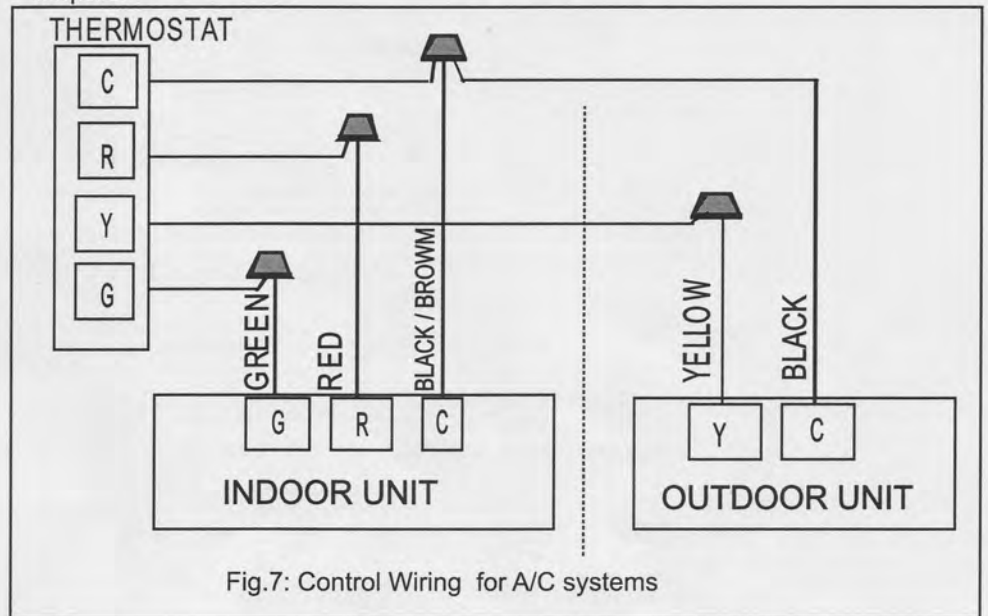 THERMOSTAT
C
R
Y
G
GREEN
RED
BLACK / BROWM
YELLOW
BLACK
G R C
Y C
INDOOR UNIT
OUTDOOR UNIT
Fig.7: Control Wiring for A/C systems